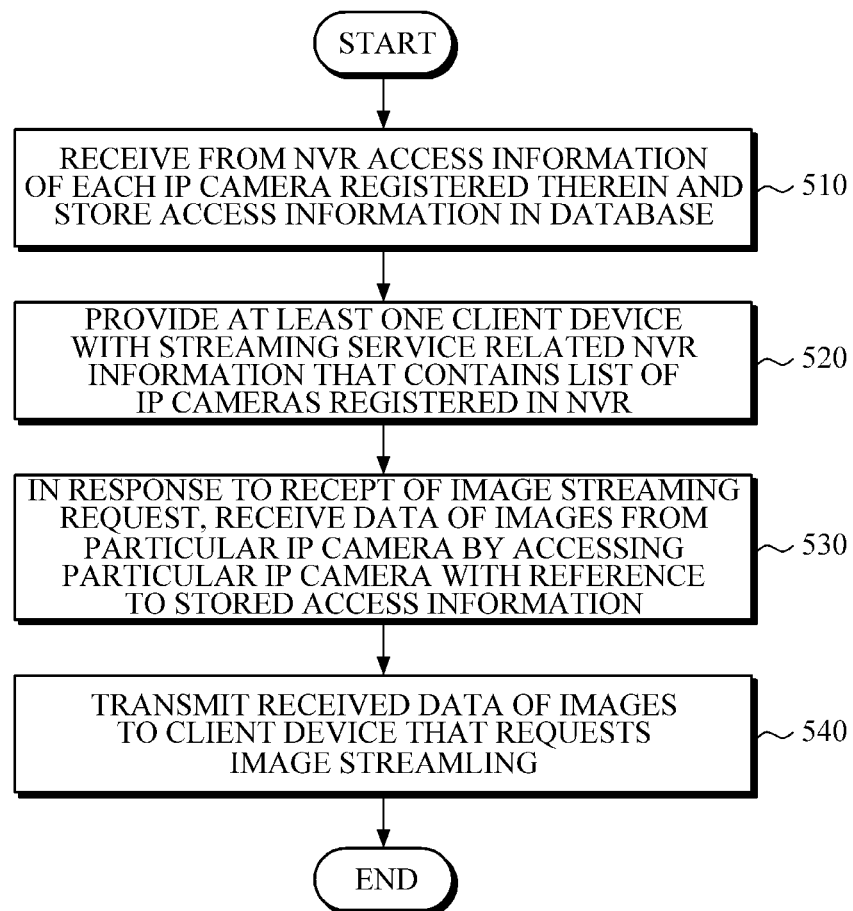 START
RECEIVE FROM NVR ACCESS INFORMATION
OF EACH IP CAMERA REGISTERED THEREIN AND
STORE ACCESS INFORMATION IN DATABASE
510
PROVIDE AT LEAST ONE CLIENT DEVICE
WITH STREAMING SERVICE RELATED NVR
INFORMATION THAT CONTAINS LIST OF
IP CAMERAS REGISTERED IN NVR
520
IN RESPONSE TO RECEPT OF IMAGE STREAMING
REQUEST, RECEIVE DATA OF IMAGES FROM
PARTICULAR IP CAMERA BY ACCESSING
PARTICULAR IP CAMERA WITH REFERENCE
TO STORED ACCESS INFORMATION
530
TRANSMIT RECEIVED DATA OF IMAGES
TO CLIENT DEVICE THAT REQUESTS
IMAGE STREAMLING
540
END